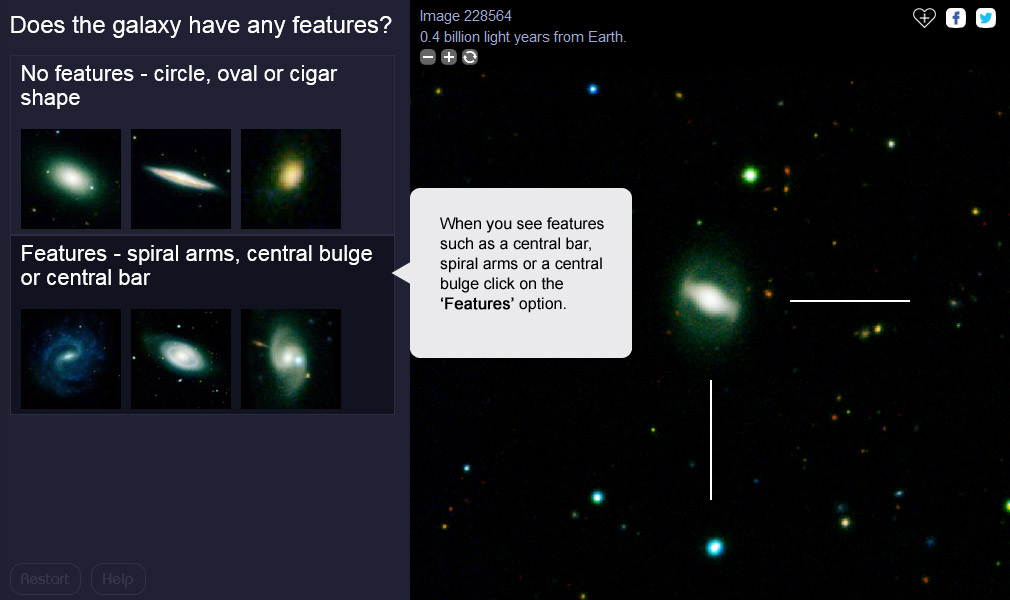 Does the galaxy have any features?
No features - circle, oval or cigar
shape
Features - spiral arms, central bulge
or central bar
Restart
Help
Image 228564
0.4 billion light years from Earth.
When you see features
such as a central bar,
spiral arms or a central
bulge click on the
‘Features’ option.